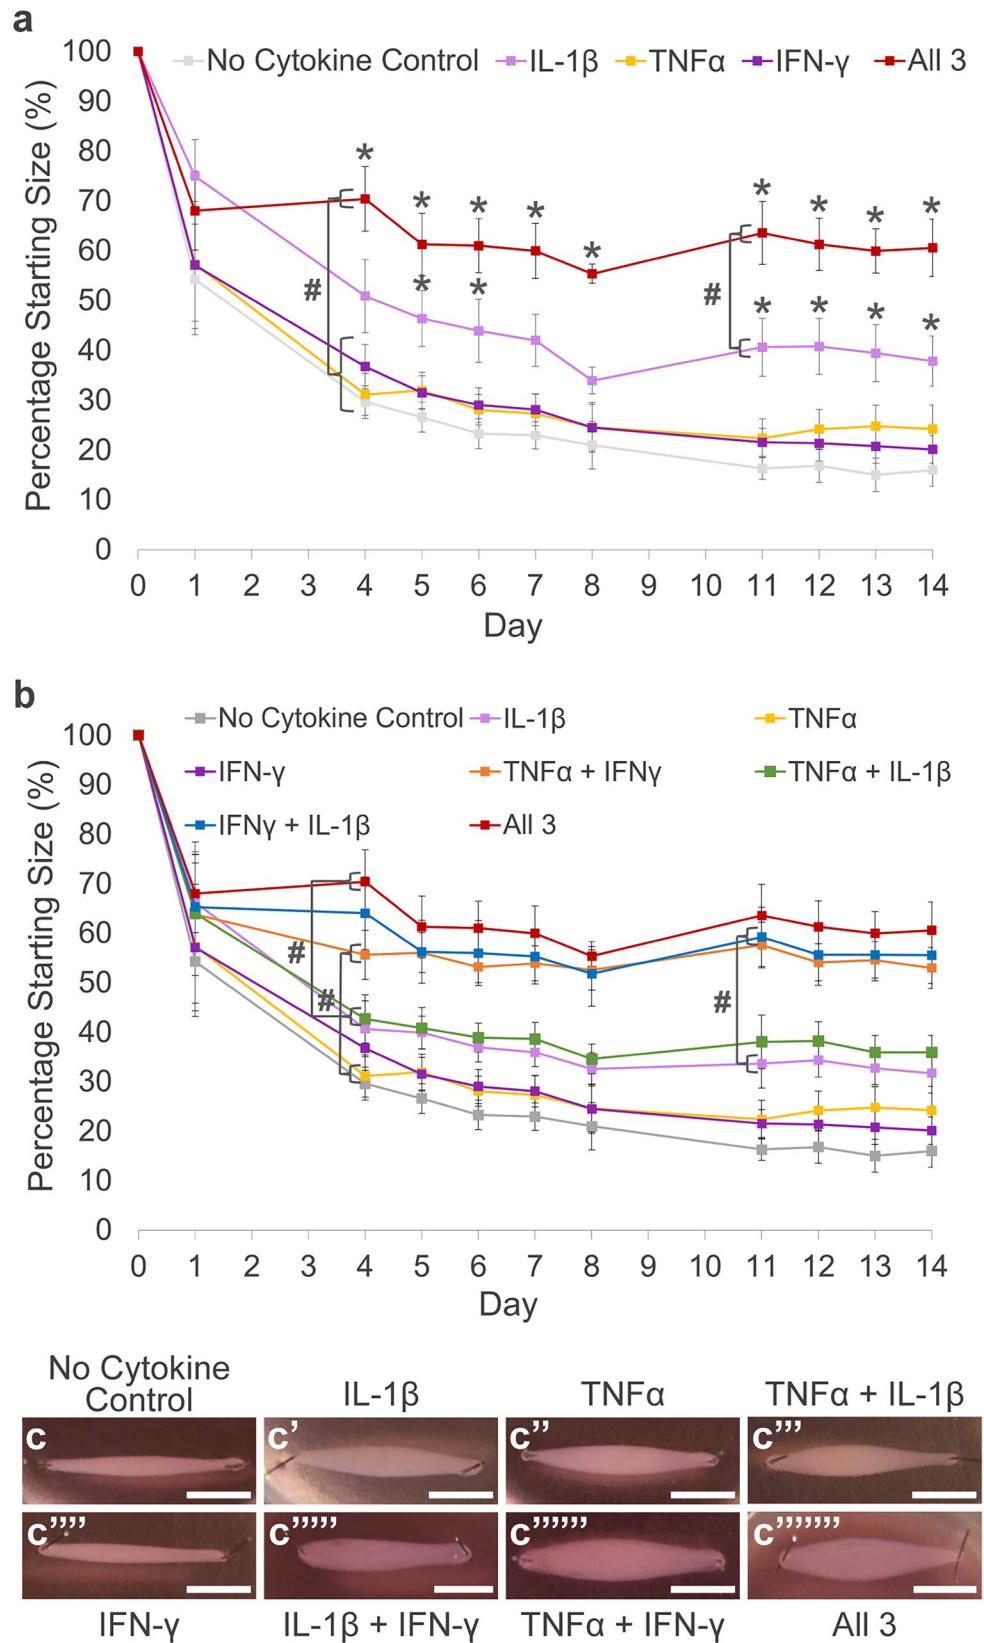 a
No Cytokine Control IL-1β TNFα IFN-γ All 3
Percentage Starting Size (%)
100
90
80
70
60
50
40
30
20
10
0
* * * * * * * * *
* * * * * *
# #
0 1 2 3 4 5 6 7 8 9 10 11 12 13 14
Day
b
No Cytokine Control IL-1β TNFα
IFN-γ TNFα + IFNγ TNFα + IL-1β
IFNγ + IL-1β All 3
Percentage Starting Size (%)
100
90
80
70
60
50
40
30
20
10
0
# # #
0 1 2 3 4 5 6 7 8 9 10 11 12 13 14
Day
No Cytokine
Control
IL-1β TNFα TNFα + IL-1β
c c’ c’’ c’’’
c’’’’ c’’’’’ c’’’’’’ c’’’’’’’
IFN-γ IL-1β + IFN-γ TNFα + IFN-γ All 3